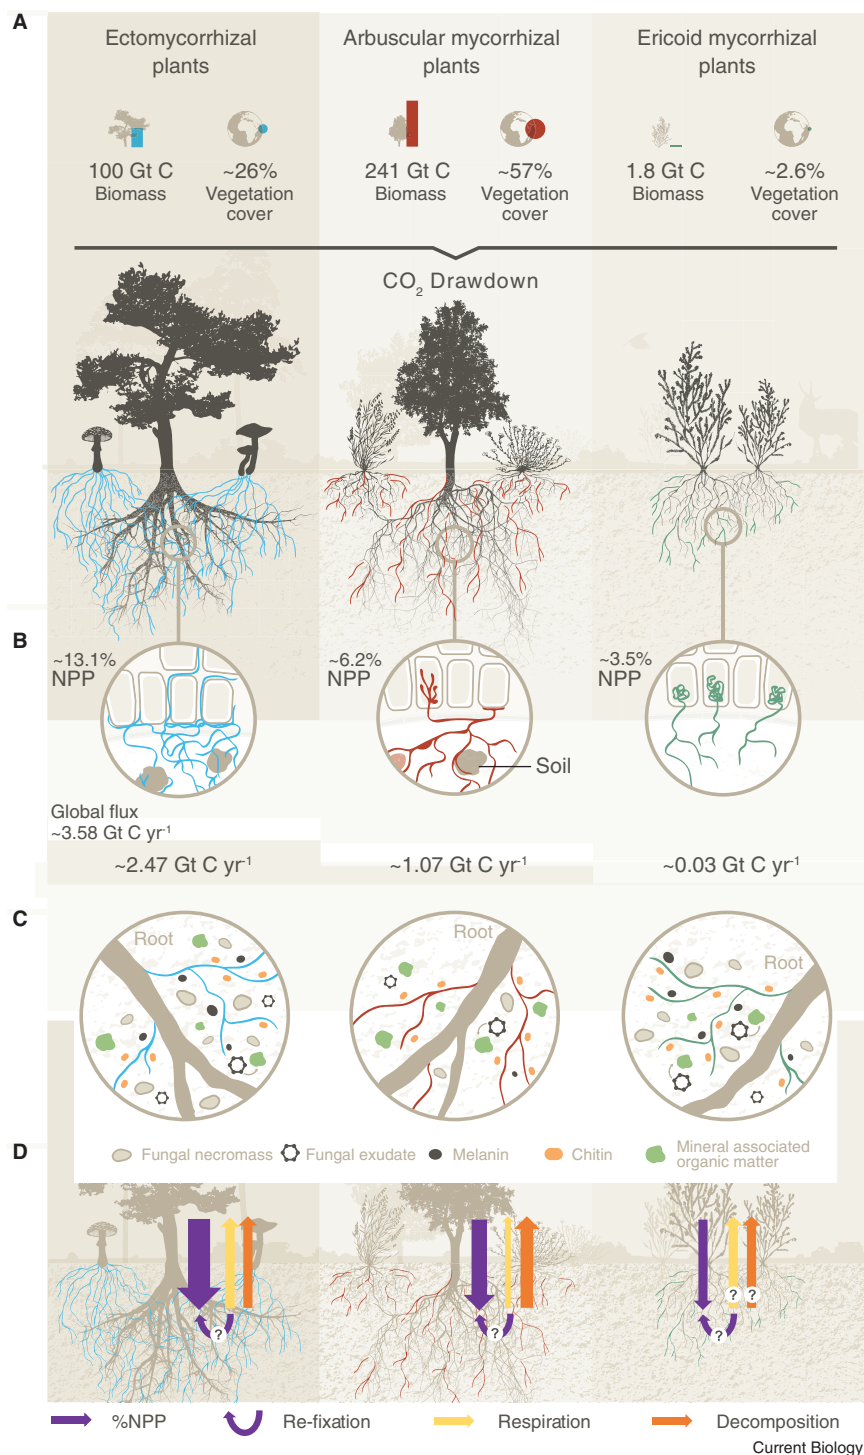 A
Ectomycorrhizal
plants
Arbuscular mycorrhizal
plants
Ericoid mycorrhizal
plants
100 Gt C
Biomass
~26%
Vegetation
cover
241 Gt C
Biomass
~57%
Vegetation
cover
1.8 Gt C
Biomass
~2.6%
Vegetation
cover
CO₂ Drawdown
B
~13.1%
NPP
~6.2%
NPP
~3.5%
NPP
Soil
Global flux
~3.58 Gt C yr⁻¹
~2.47 Gt C yr⁻¹
~1.07 Gt C yr⁻¹
~0.03 Gt C yr⁻¹
C
Root
Root
Root
D
Fungal necromass
Fungal exudate
Melanin
Chitin
Mineral associated
organic matter
?
?
? ?
?
%NPP
Re-fixation
Respiration
Decomposition
Current Biology